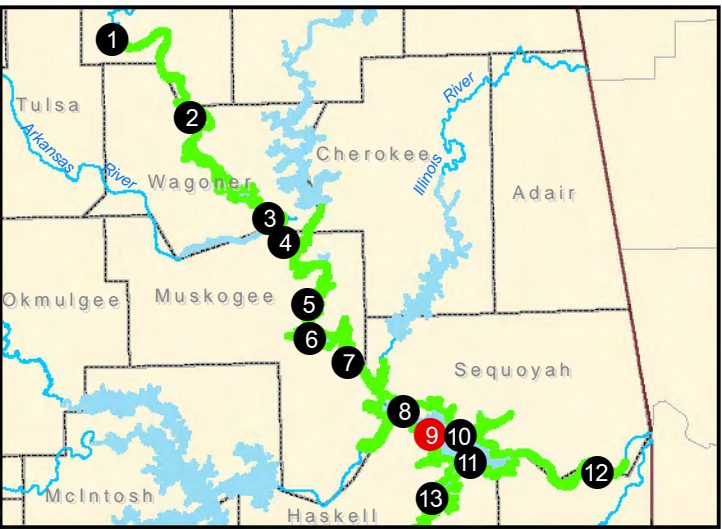 1
River
Tulsa
2
Arkansas
River
Cherokee
Illinois
Wagoner
Adair
3
4
Okmulgee
Muskogee
5
6
7
Sequoyah
8
9
10
11
12
McIntosh
13
Haskell